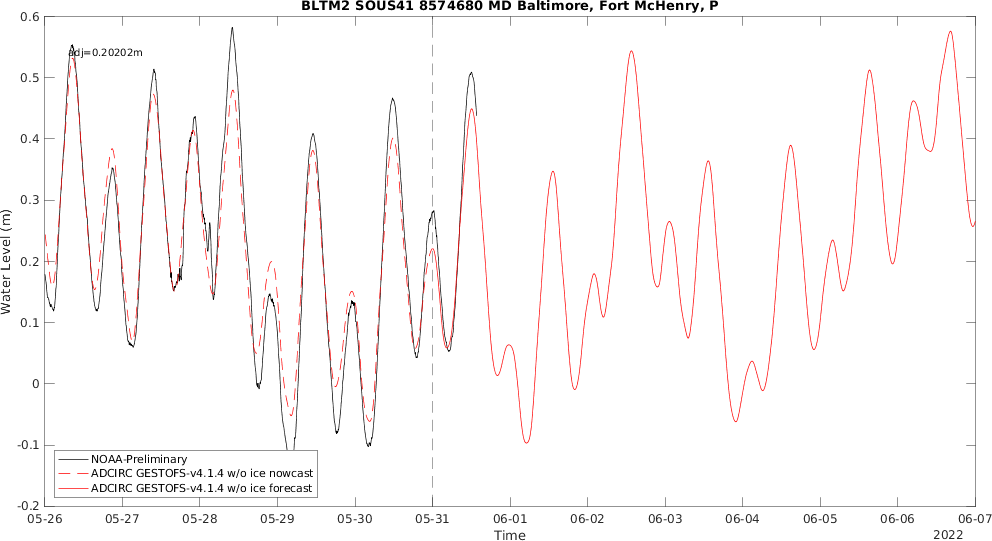 BLTM2 SOUS41 8574680 MD Baltimore, Fort McHenry, P
adj=0.20202m
Water Level (m)
0.6
0.5
0.4
0.3
0.2
0.1
0
-0.1
-0.2
NOAA-Preliminary
ADCIRC GESTOFS-v4.1.4 w/o ice nowcast
ADCIRC GESTOFS-v4.1.4 w/o ice forecast
05-26 05-27 05-28 05-29 05-30 05-31 06-01 06-02 06-03 06-04 06-05 06-06 06-07
Time
2022